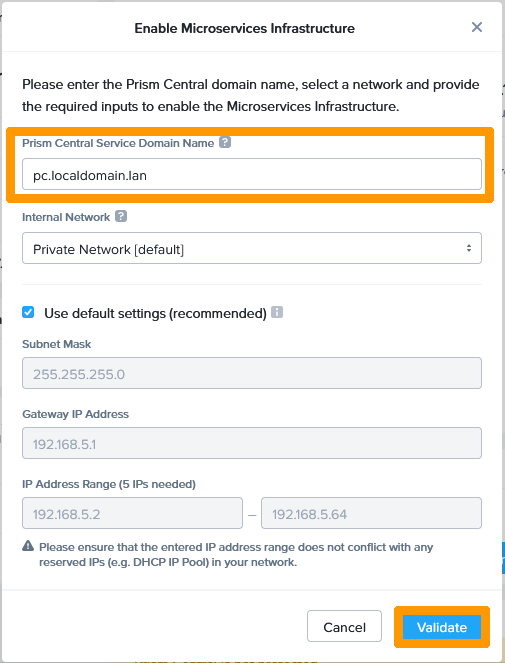 Enable Microservices Infrastructure
Please enter the Prism Central domain name, select a network and provide
the required inputs to enable the Microservices Infrastructure.
Prism Central Service Domain Name ?
pc.localdomain.lan
Internal Network ?
Private Network [default]
Use default settings (recommended) i
Subnet Mask
255.255.255.0
Gateway IP Address
192.168.5.1
IP Address Range (5 IPs needed)
192.168.5.2 – 192.168.5.64
Please ensure that the entered IP address range does not conflict with any
reserved IPs (e.g. DHCP IP Pool) in your network.
Cancel Validate